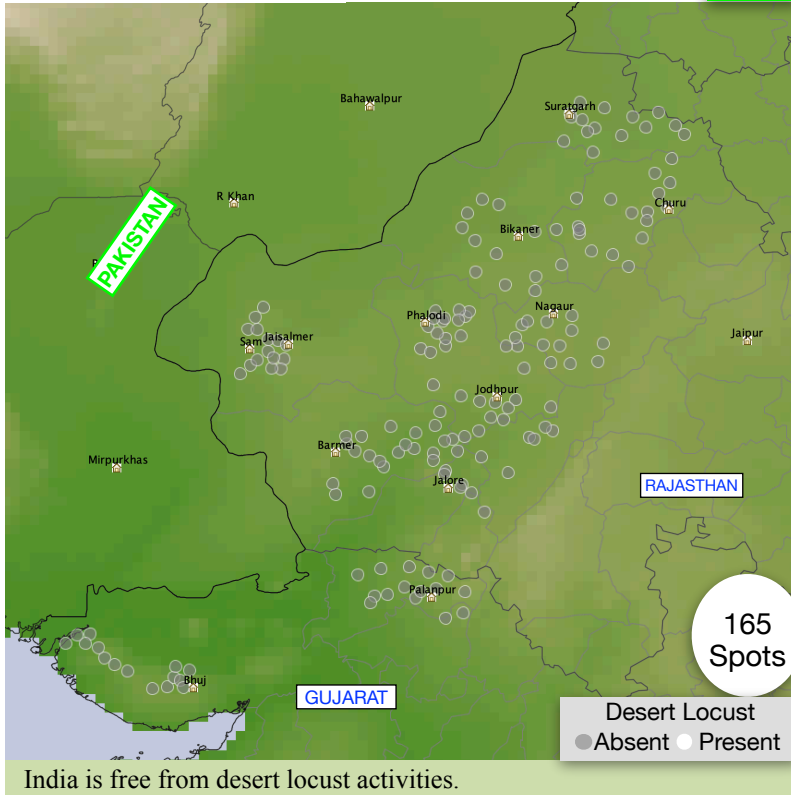 Bahawalpur
Suratgarh
R Khan
Churu
PAKISTAN
Bikaner
Nagaur
Phalodi
Jaipur
Sam
Jaisalmer
Jodhpur
Barmer
Mirpurkhas
Jalore
RAJASTHAN
Palanpur
165
Spots
Bhuj
GUJARAT
Desert Locust
Absent Present
India is free from desert locust activities.